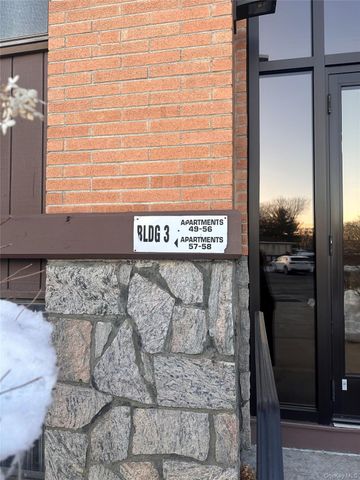 BLDG 3
APARTMENTS
49-56
APARTMENTS
57-58